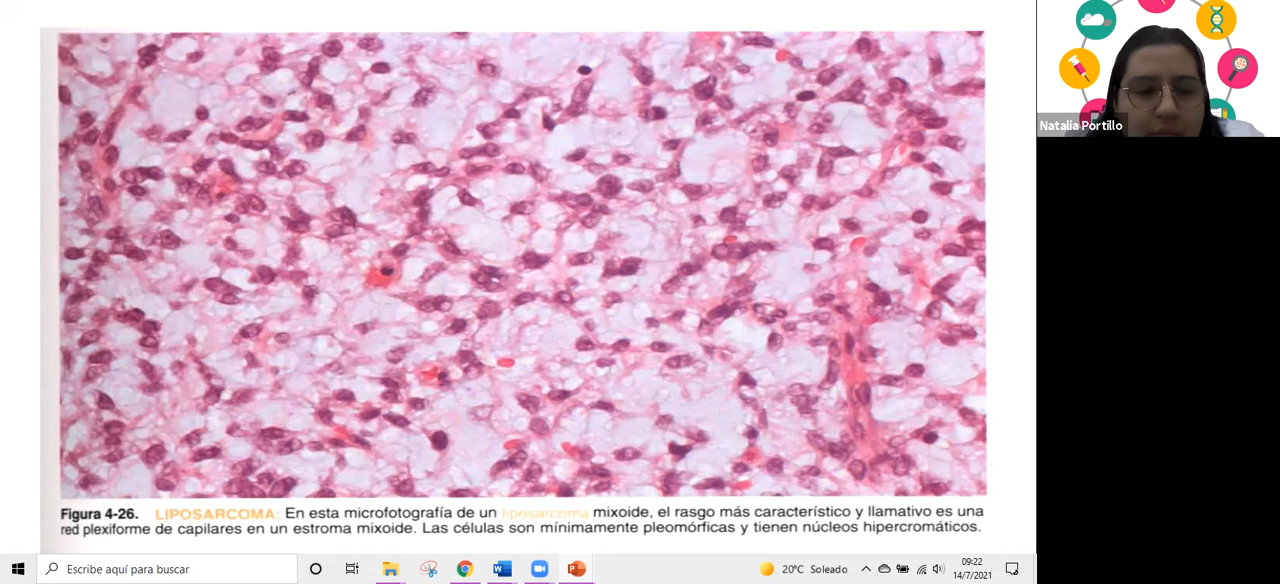 Natalia Portillo
Figura 4-26. LIPOSARCOMA: En esta microfotografía de un liposarcoma mixoide, el rasgo más característico y llamativo es una
red plexiforme de capilares en un estroma mixoide. Las células son mínimamente pleomórficas y tienen núcleos hipercromáticos.
Escribe aquí para buscar
20°C Soleado
09:22
14/7/2021